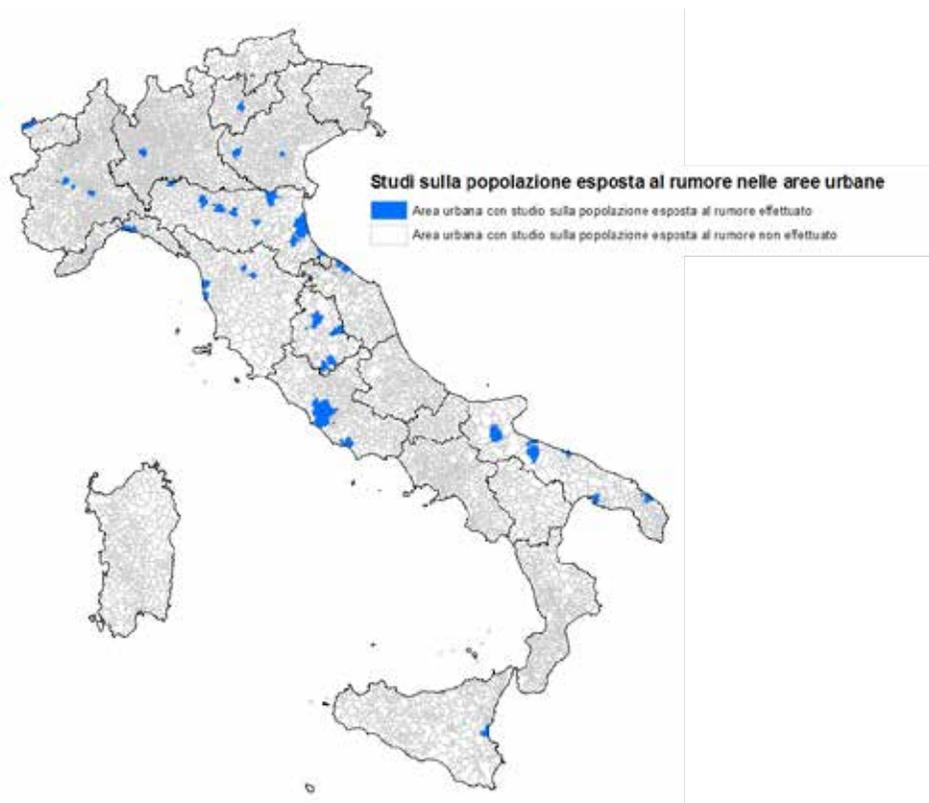 Studi sulla popolazione esposta al rumore nelle aree urbane
Area urbana con studio sulla popolazione esposta al rumore effettuato
Area urbana con studio sulla popolazione esposta al rumore non effettuato